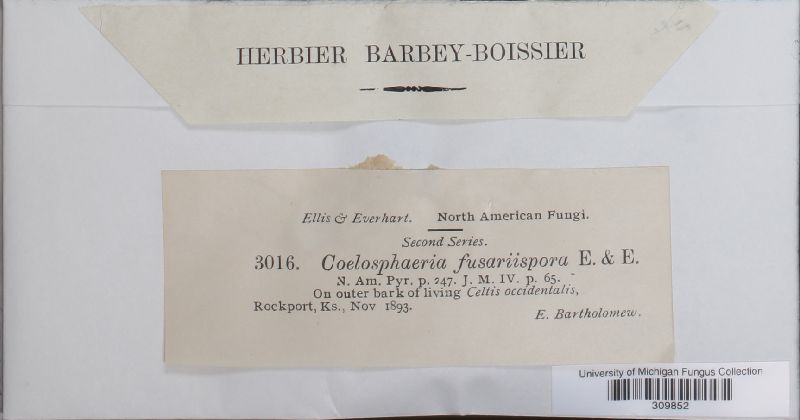 HERBIER BARBEY-BOISSIER
Ellis & Everhart. North American Fungi.
Second Series.
3016. Coelosphaeria fusariispora E. & E.
N. Am. Pyr. p. 247. J. M. IV. p. 65.
On outer bark of living Celtis occidentalis,
Rockport, Ks., Nov 1893.
E. Bartholomew.
University of Michigan Fungus Collection
309852